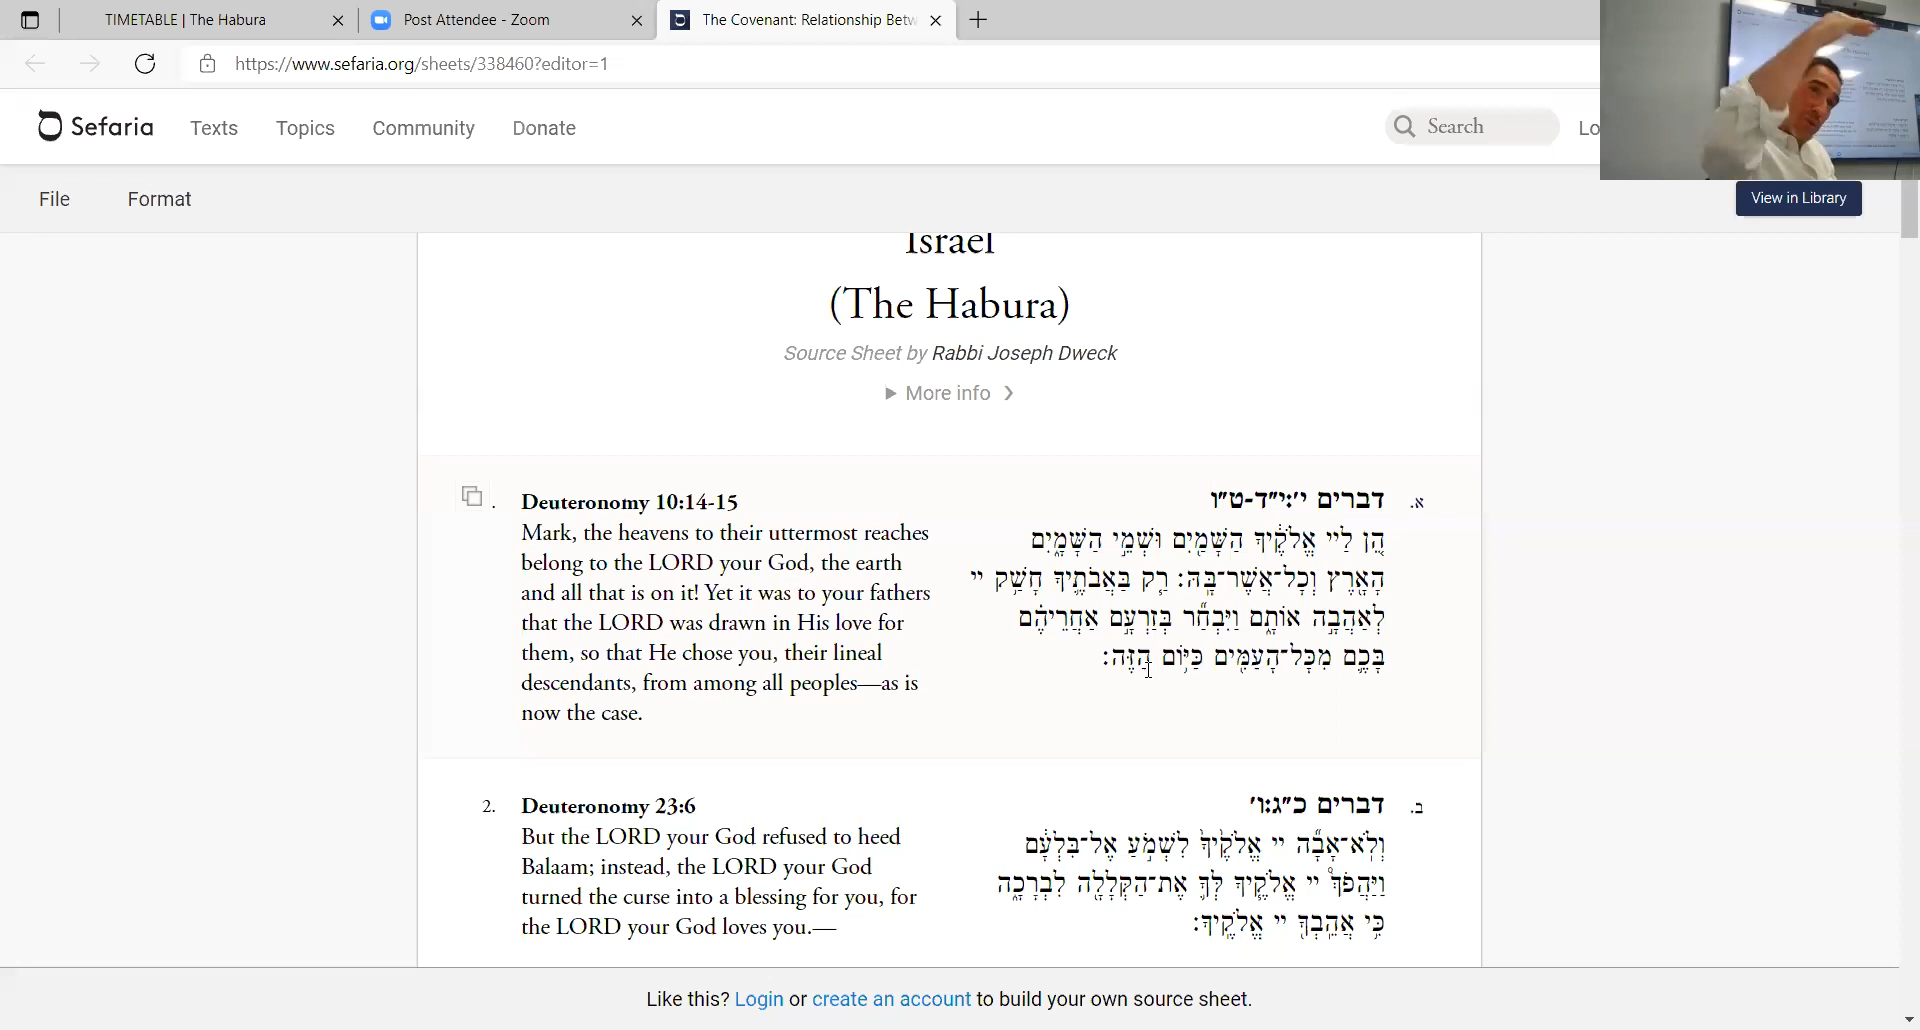 TIMETABLE | The Habura
Post Attendee - Zoom
The Covenant: Relationship Betw
https://www.sefaria.org/sheets/338460?editor=1
Sefaria
Texts
Topics
Community
Donate
Search
Lo
File
Format
View in Library
Israel
(The Habura)
Source Sheet by Rabbi Joseph Dweck
More info
Deuteronomy 10:14-15
Mark, the heavens to their uttermost reaches
belong to the LORD your God, the earth
and all that is on it! Yet it was to your fathers
that the LORD was drawn in His love for
them, so that He chose you, their lineal
descendants, from among all peoples—as is
now the case.
א.
דברים י׳:י״ד-ט״ו
הֵ֚ן לַייָ֣ אֱלֹקֶ֔יךָ הַשָּׁמַ֖יִם וּשְׁמֵ֣י הַשָּׁמָ֑יִם
הָאָ֖רֶץ וְכׇל־אֲשֶׁר־בָּֽהּ׃ רַ֧ק בַּאֲבֹתֶ֛יךָ חָשַׁ֥ק יי
לְאַהֲבָ֣ה אוֹתָ֑ם וַיִּבְחַ֞ר בְּזַרְעָ֣ם אַחֲרֵיהֶ֗ם
בָּכֶ֛ם מִכׇּל־הָעַמִּ֖ים כַּיּ֥וֹם הַזֶּֽה׃
2.
Deuteronomy 23:6
But the LORD your God refused to heed
Balaam; instead, the LORD your God
turned the curse into a blessing for you, for
the LORD your God loves you.—
ב.
דברים כ״ג:ו׳
וְלֹֽא־אָבָ֞ה יי אֱלֹקֶ֙יךָ֙ לִשְׁמֹ֣עַ אֶל־בִּלְעָ֔ם
וַיַּהֲפֹךְ֩ יי אֱלֹקֶ֧יךָ לְּךָ֛ אֶת־הַקְּלָלָ֖ה לִבְרָכָ֑ה
כִּ֥י אֲהֵֽבְךָ֖ יי אֱלֹקֶֽיךָ׃
Like this? Login or create an account to build your own source sheet.